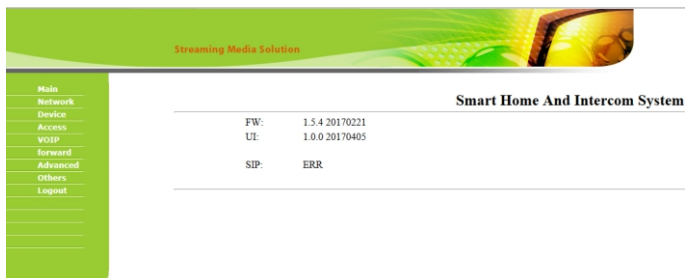 Streaming Media Solution
Main
Network
Device
Access
VOIP
forward
Advanced
Others
Logout
Smart Home And Intercom System
FW: 1.5.4 20170221
UI: 1.0.0 20170405
SIP: ERR